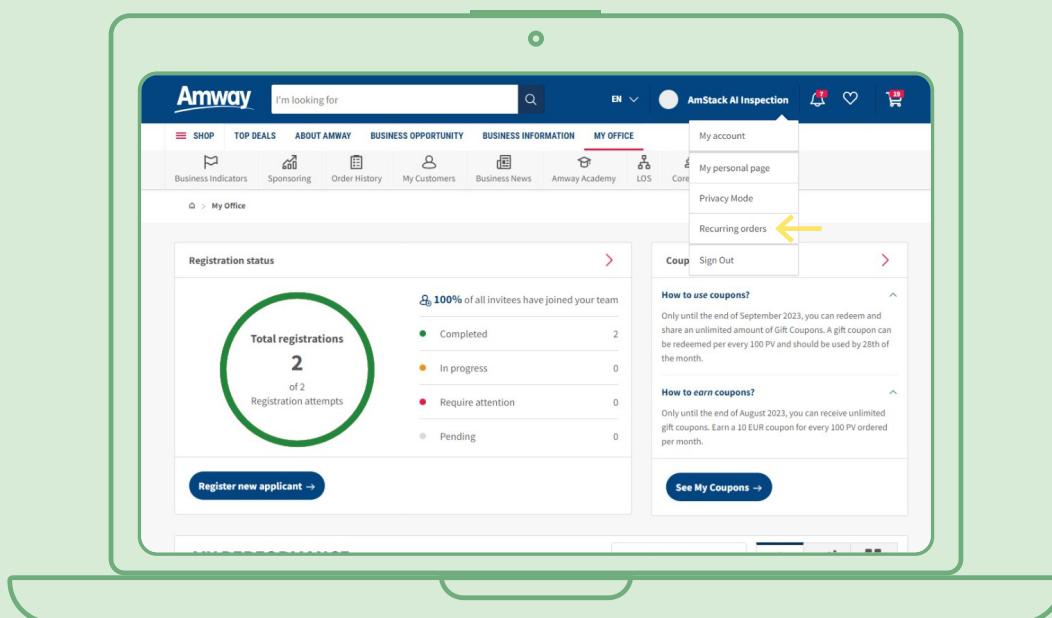 Amway
I'm looking for
EN
AmStack AI Inspection
7
19
SHOP TOP DEALS ABOUT AMWAY BUSINESS OPPORTUNITY BUSINESS INFORMATION MY OFFICE
My account
My personal page
Privacy Mode
Recurring orders
Sign Out
Business Indicators Sponsoring Order History My Customers Business News Amway Academy LOS Core
My Office
Registration status
Total registrations
2
of 2
Registration attempts
100% of all invitees have joined your team
Completed 2
In progress 0
Require attention 0
Pending 0
Register new applicant →
Coup
How to use coupons?
Only until the end of September 2023, you can redeem and
share an unlimited amount of Gift Coupons. A gift coupon can
be redeemed per every 100 PV and should be used by 28th of
the month.
How to earn coupons?
Only until the end of August 2023, you can receive unlimited
gift coupons. Earn a 10 EUR coupon for every 100 PV ordered
per month.
See My Coupons →
MY PERFORMANCE